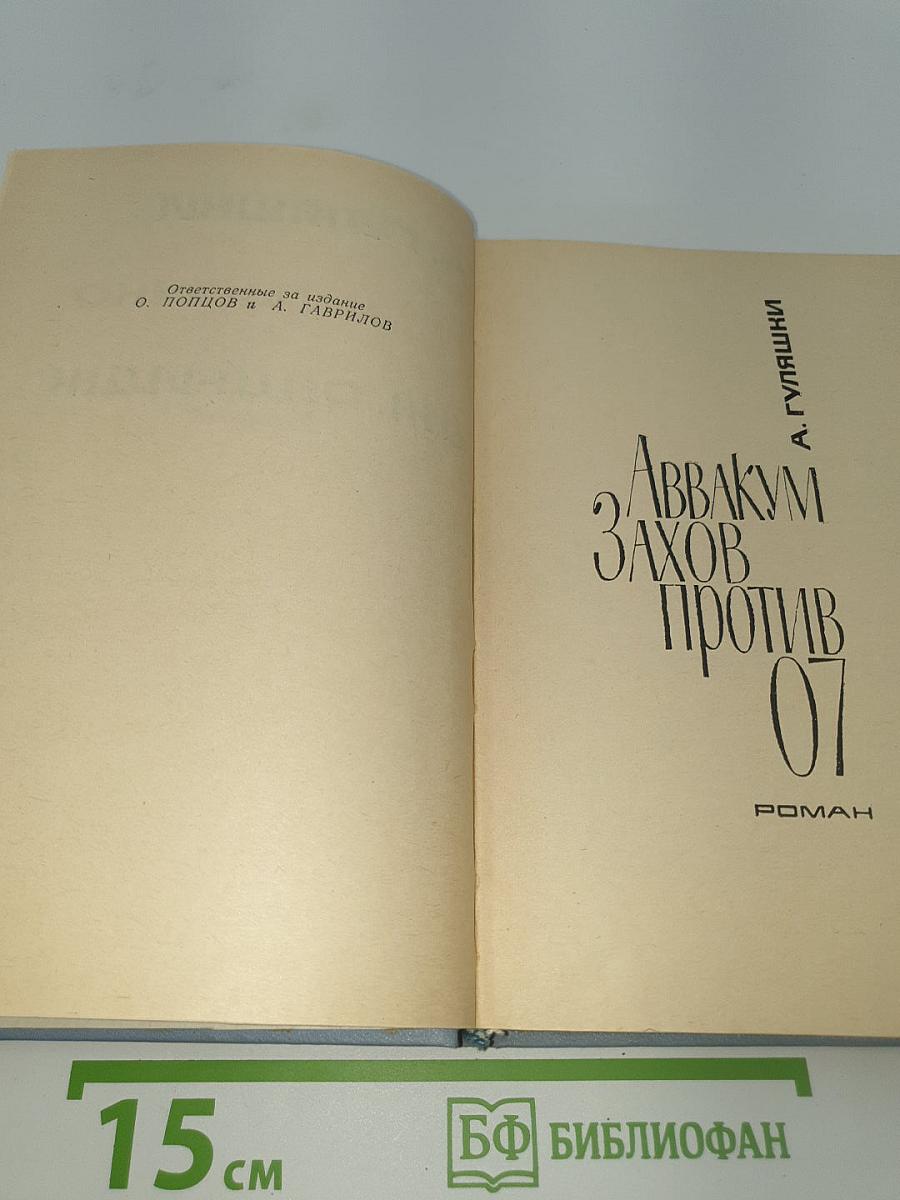 Ответственные за издание
О. ПОПЦОВ и А. ГАВРИЛОВ
А. ГУЛЯШКИ
АВВАКУМ
ЗАХОВ
ПРОТИВ
07
РОМАН
15 см
БФ БИБЛИОФАН